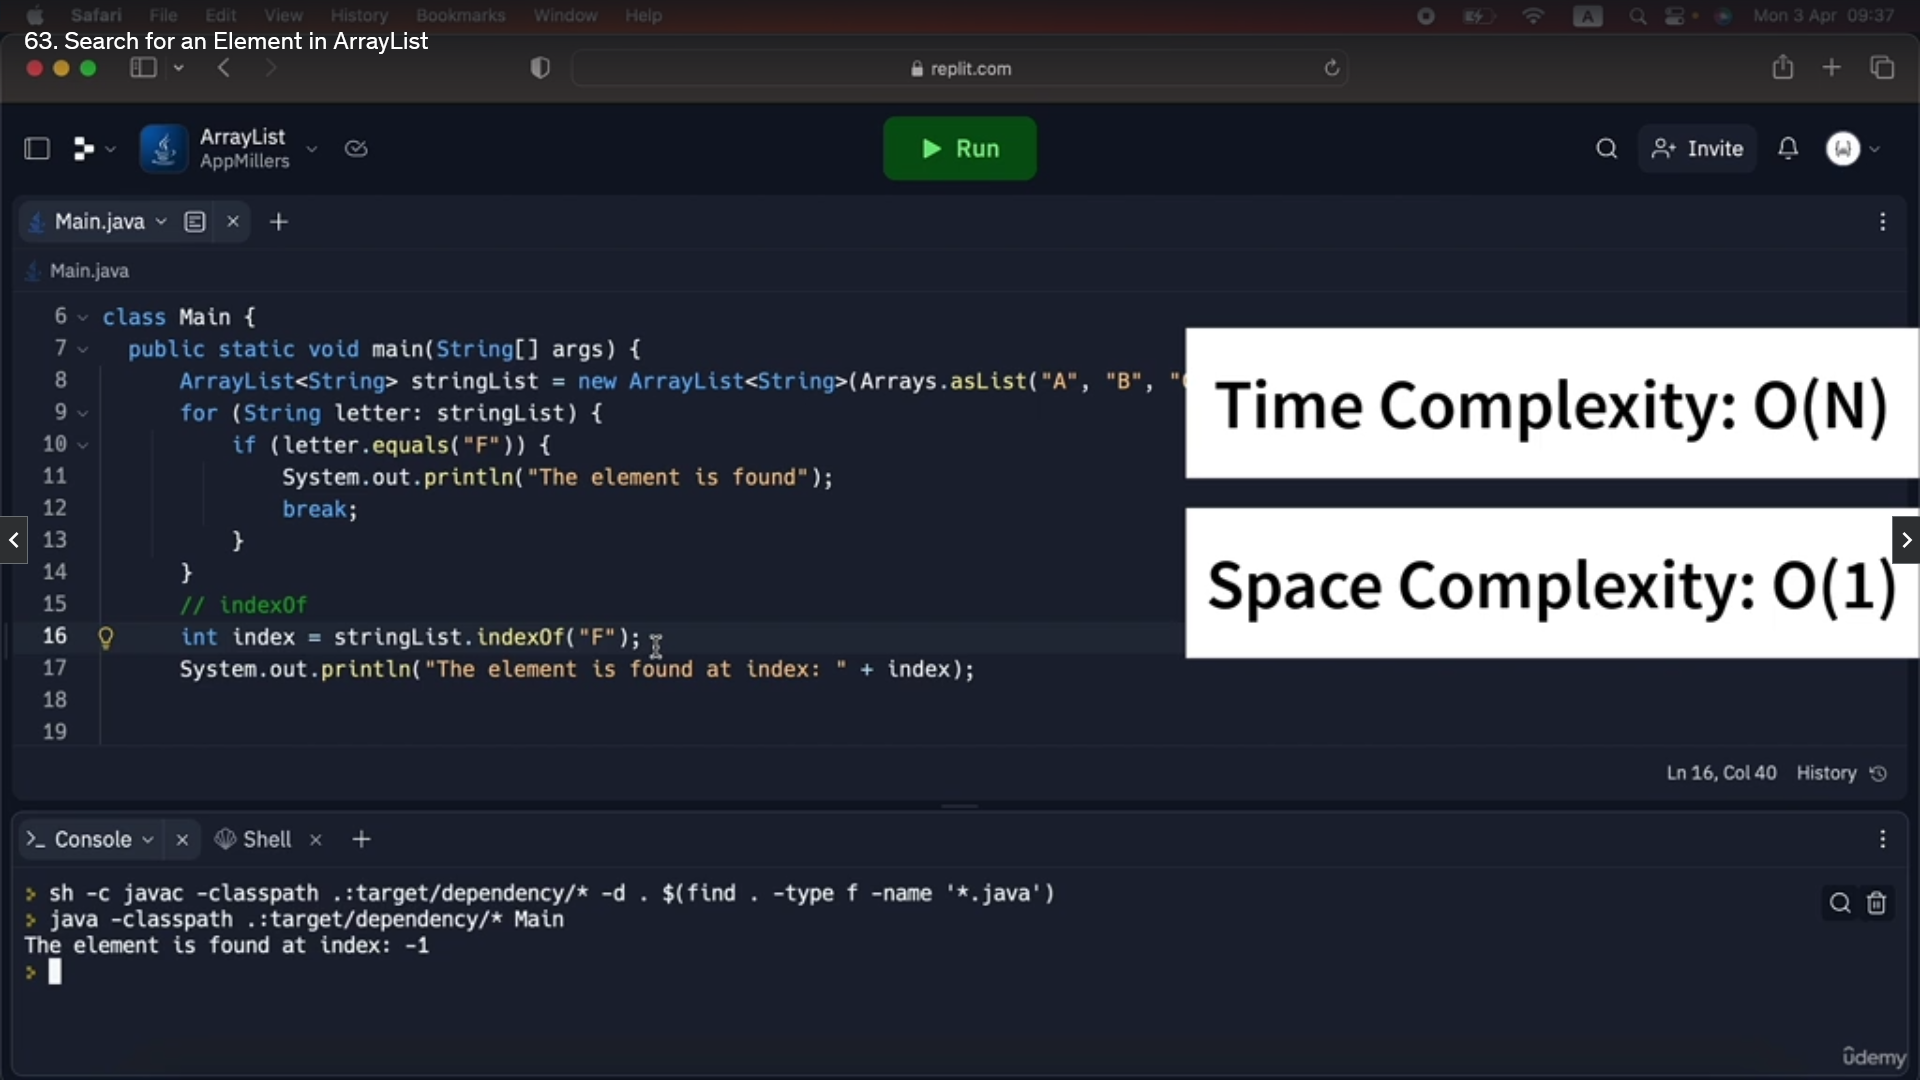 Safari File Edit View History Bookmarks Window Help A Mon 3 Apr 09:37
63. Search for an Element in ArrayList
replit.com
ArrayList
AppMillers
Run
Invite
Main.java
Main.java
6 class Main {
7 public static void main(String[] args) {
8 ArrayList<String> stringList = new ArrayList<String>(Arrays.asList("A", "B", "
9 for (String letter: stringList) {
10 if (letter.equals("F")) {
11 System.out.println("The element is found");
12 break;
13 }
14 }
15 // indexOf
16 int index = stringList.indexOf("F");
17 System.out.println("The element is found at index: " + index);
18
19
Time Complexity: O(N)
Space Complexity: O(1)
Ln 16, Col 40 History
>_ Console Shell
> sh -c javac -classpath .:target/dependency/* -d . $(find . -type f -name '*.java')
> java -classpath .:target/dependency/* Main
The element is found at index: -1
>
ûdemy